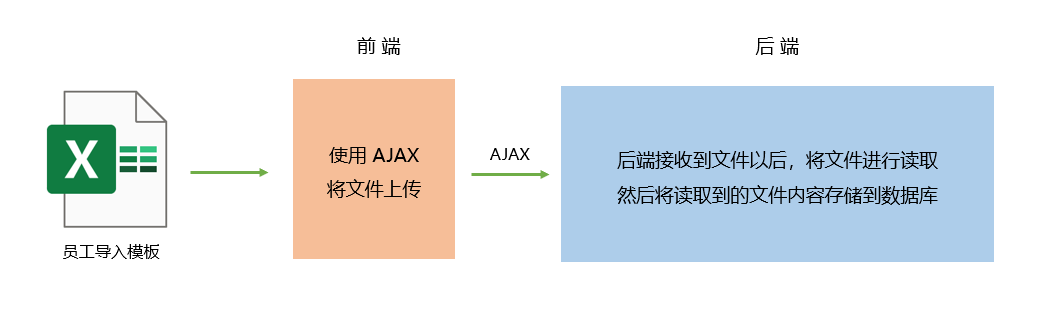 前 端
后 端
X
使用 AJAX
将文件上传
AJAX
后端接收到文件以后，将文件进行读取
然后将读取到的文件内容存储到数据库
员工导入模板